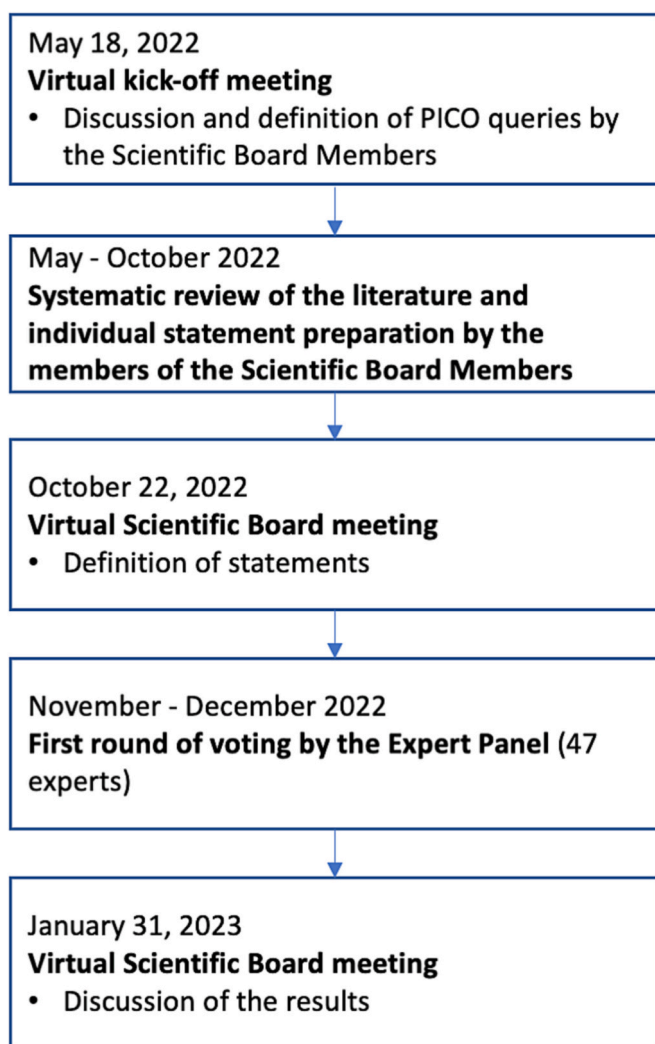 May 18, 2022
Virtual kick-off meeting
• Discussion and definition of PICO queries by
the Scientific Board Members
May - October 2022
Systematic review of the literature and
individual statement preparation by the
members of the Scientific Board Members
October 22, 2022
Virtual Scientific Board meeting
• Definition of statements
November - December 2022
First round of voting by the Expert Panel (47
experts)
January 31, 2023
Virtual Scientific Board meeting
• Discussion of the results